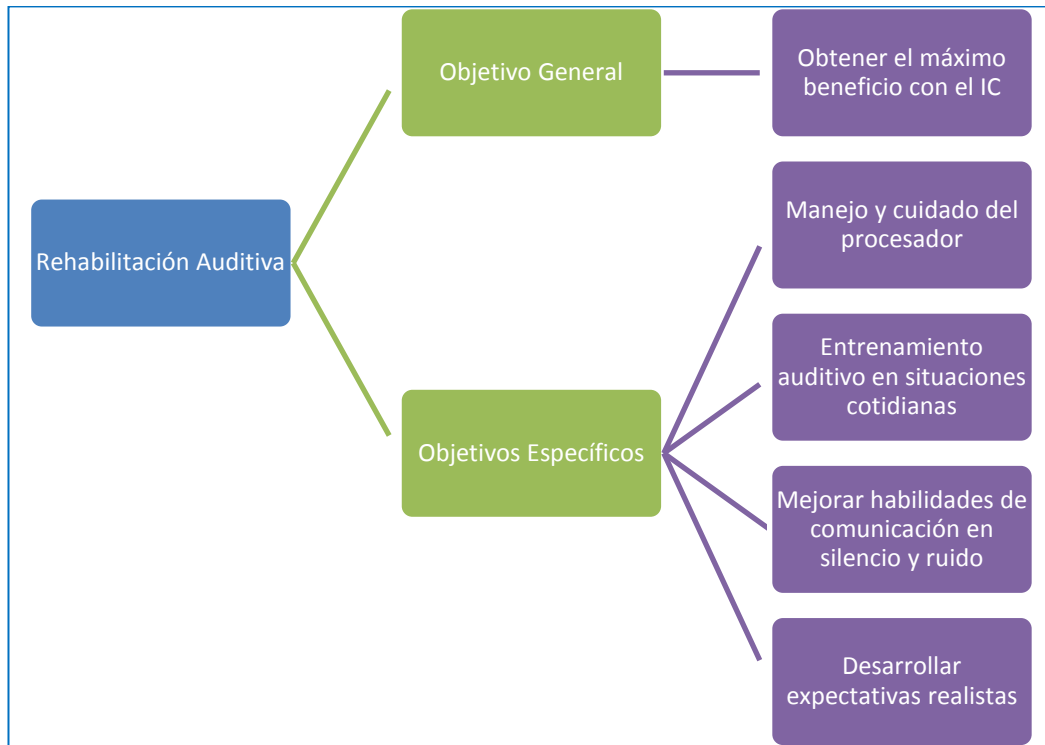 Rehabilitación Auditiva
Objetivo General
Obtener el máximo
beneficio con el IC
Objetivos Específicos
Manejo y cuidado del
procesador
Entrenamiento
auditivo en situaciones
cotidianas
Mejorar habilidades de
comunicación en
silencio y ruido
Desarrollar
expectativas realistas